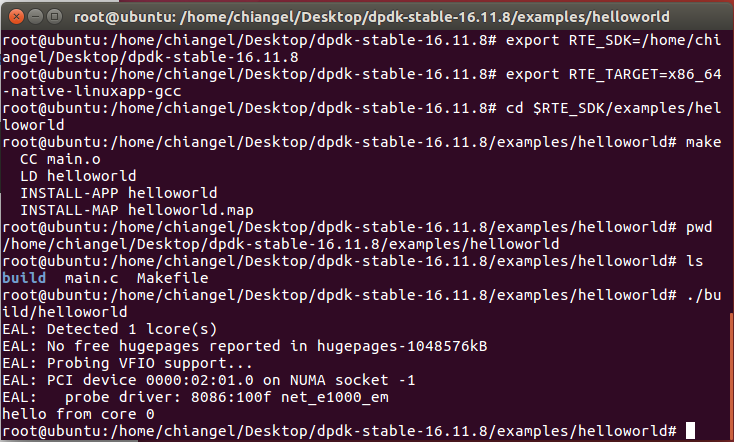 root@ubuntu: /home/chiangel/Desktop/dpdk-stable-16.11.8/examples/helloworld
root@ubuntu:/home/chiangel/Desktop/dpdk-stable-16.11.8# export RTE_SDK=/home/chi
angel/Desktop/dpdk-stable-16.11.8
root@ubuntu:/home/chiangel/Desktop/dpdk-stable-16.11.8# export RTE_TARGET=x86_64
-native-linuxapp-gcc
root@ubuntu:/home/chiangel/Desktop/dpdk-stable-16.11.8# cd $RTE_SDK/examples/hel
loworld
root@ubuntu:/home/chiangel/Desktop/dpdk-stable-16.11.8/examples/helloworld# make
  CC main.o
  LD helloworld
  INSTALL-APP helloworld
  INSTALL-MAP helloworld.map
root@ubuntu:/home/chiangel/Desktop/dpdk-stable-16.11.8/examples/helloworld# pwd
/home/chiangel/Desktop/dpdk-stable-16.11.8/examples/helloworld
root@ubuntu:/home/chiangel/Desktop/dpdk-stable-16.11.8/examples/helloworld# ls
build  main.c  Makefile
root@ubuntu:/home/chiangel/Desktop/dpdk-stable-16.11.8/examples/helloworld# ./bu
ild/helloworld
EAL: Detected 1 lcore(s)
EAL: No free hugepages reported in hugepages-1048576kB
EAL: Probing VFIO support...
EAL: PCI device 0000:02:01.0 on NUMA socket -1
EAL:   probe driver: 8086:100f net_e1000_em
hello from core 0
root@ubuntu:/home/chiangel/Desktop/dpdk-stable-16.11.8/examples/helloworld#